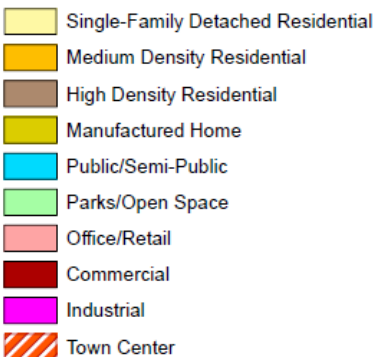 Single-Family Detached Residential
Medium Density Residential
High Density Residential
Manufactured Home
Public/Semi-Public
Parks/Open Space
Office/Retail
Commercial
Industrial
Town Center